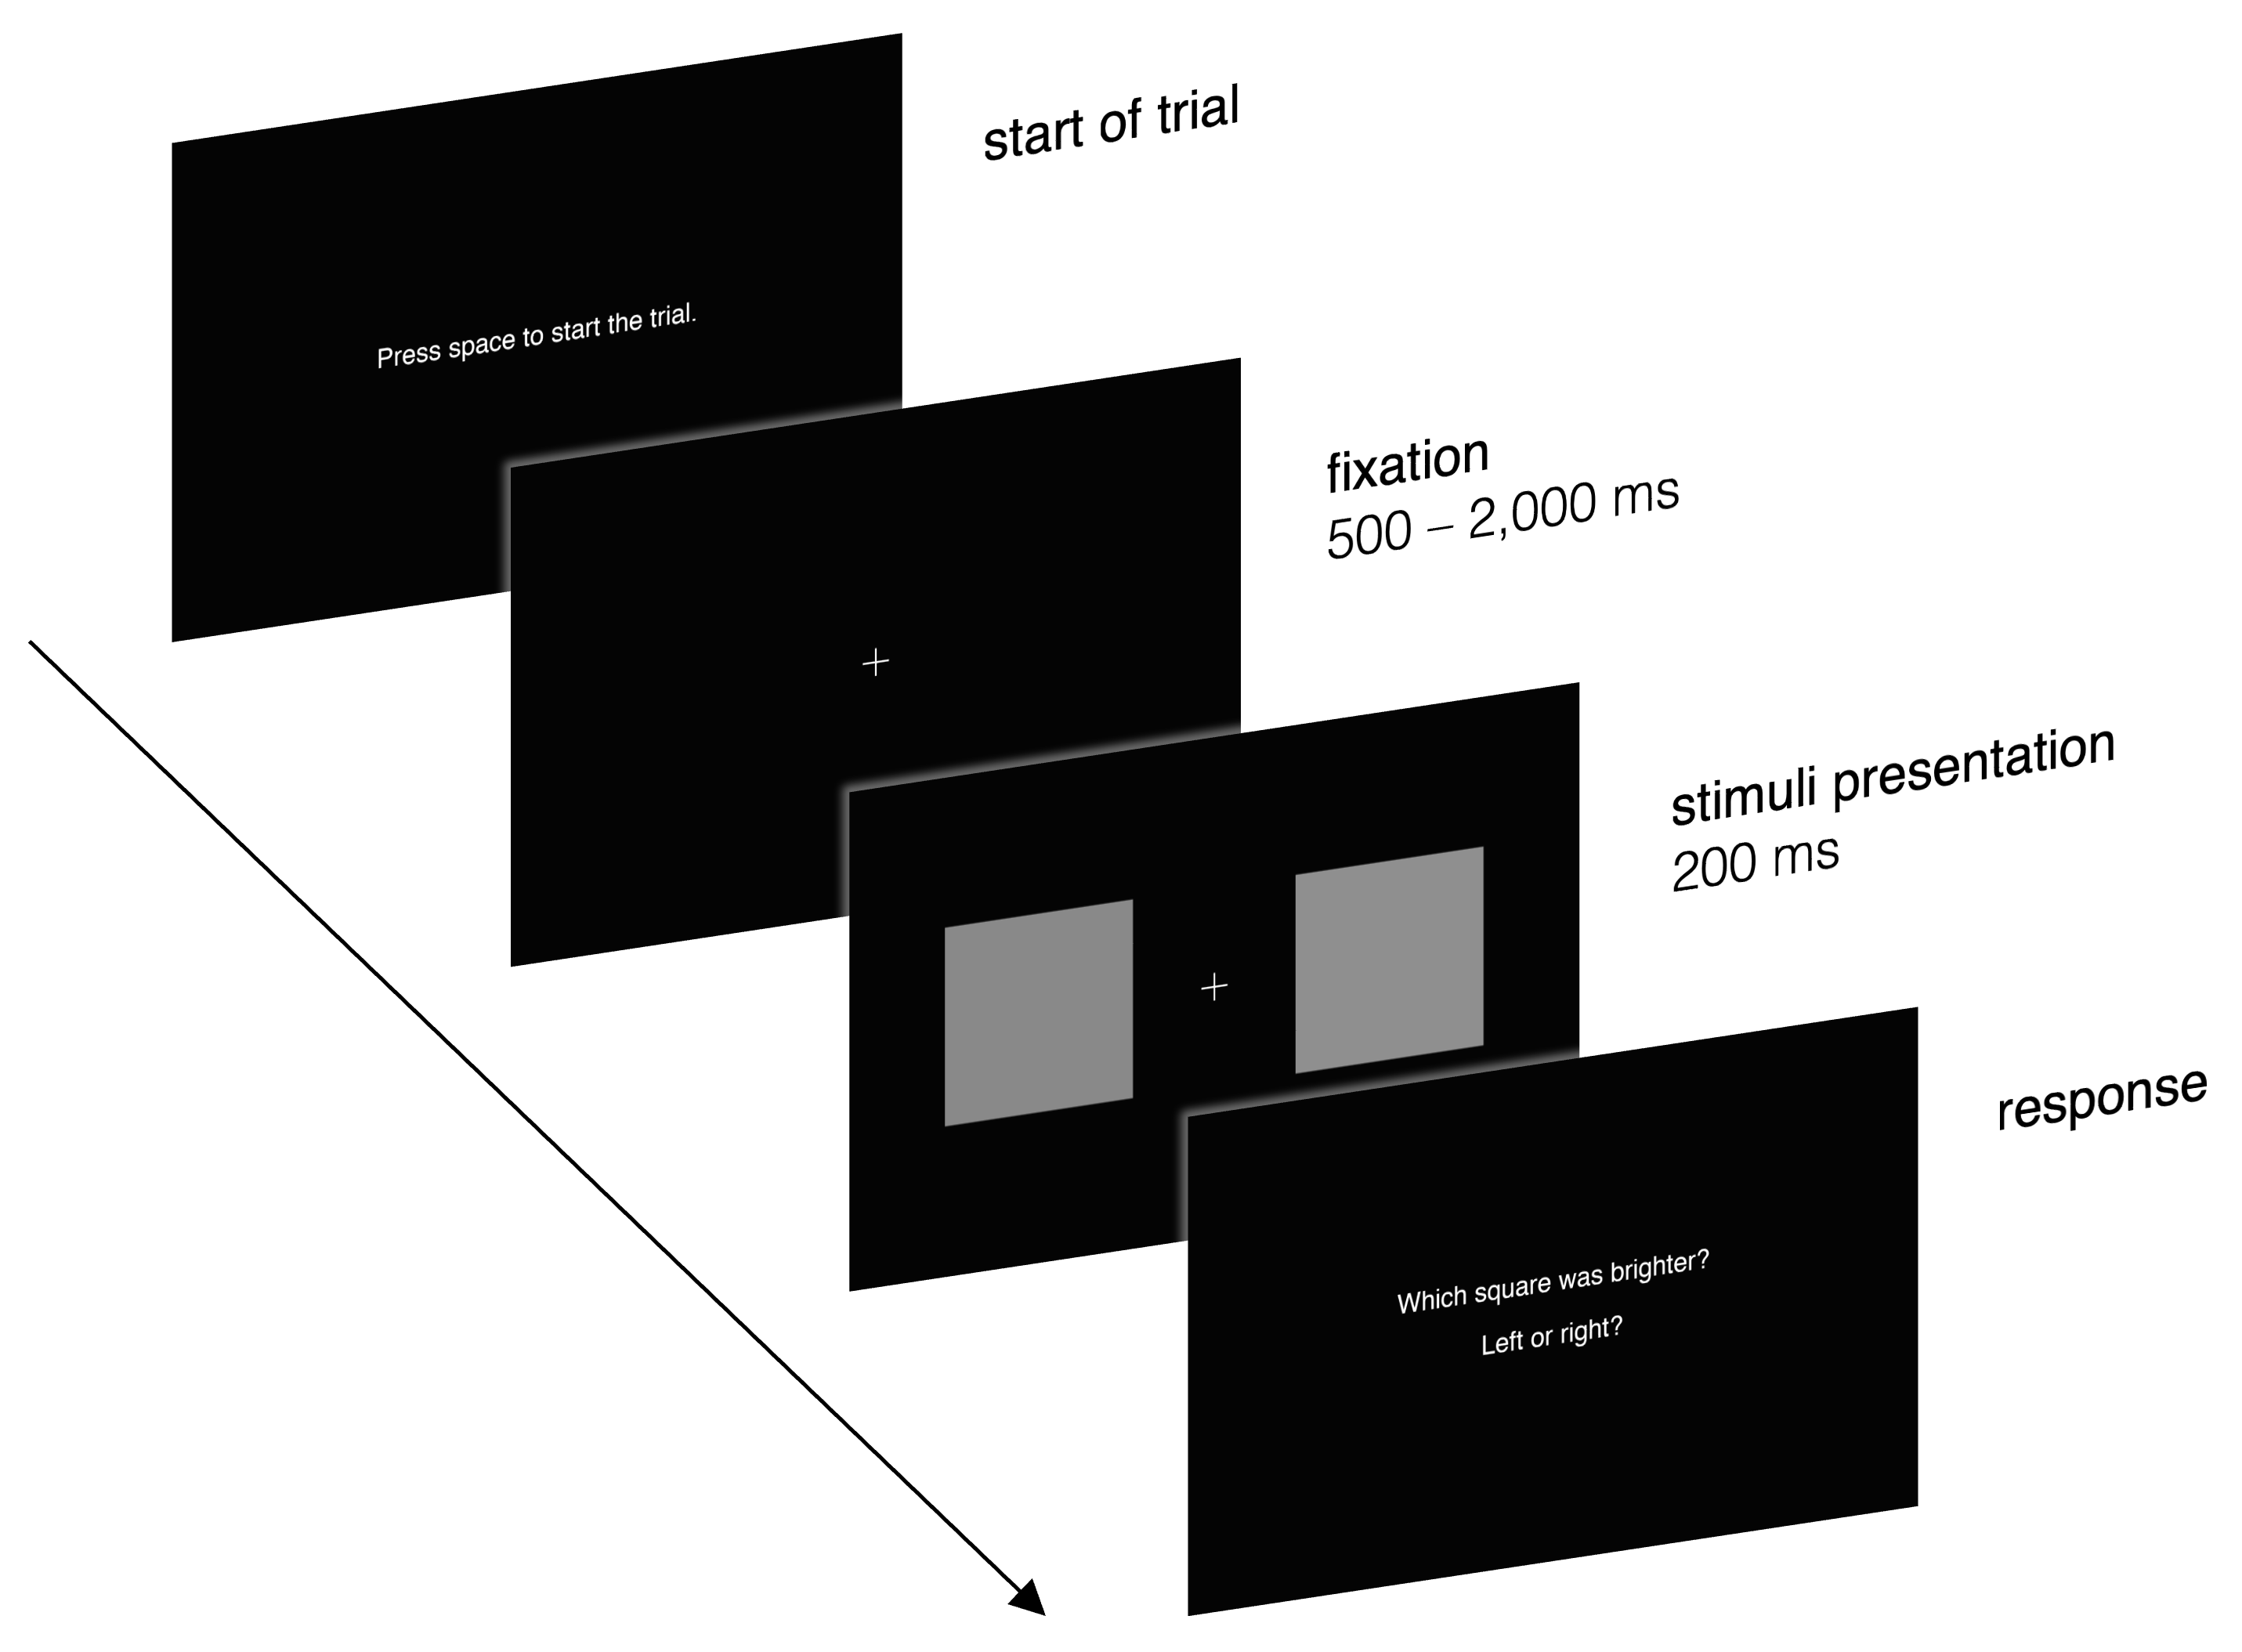 start of trial
Press space to start the trial.
fixation
500 – 2,000 ms
stimuli presentation
200 ms
response
Which square was brighter?
Left or right?